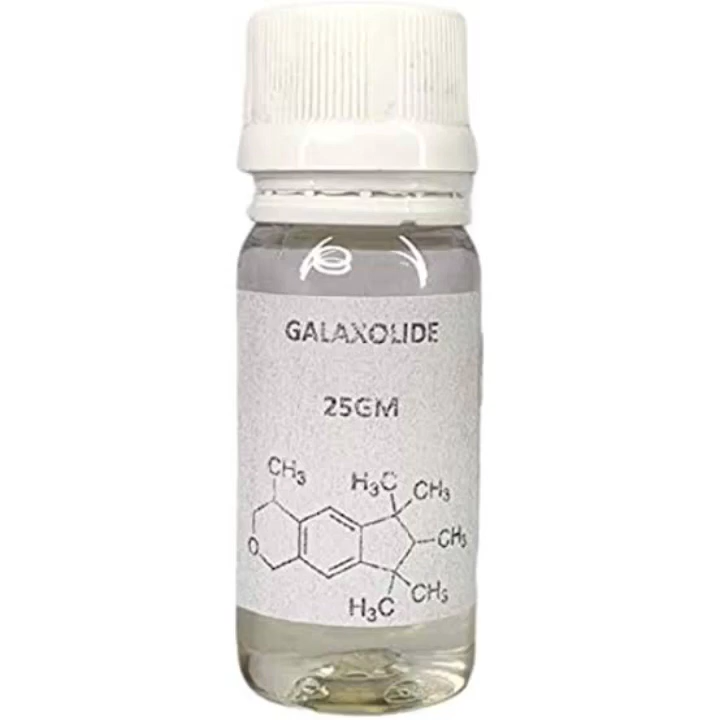 GALAXOLIDE
25GM
CH₃
H₃C CH₃
CH₃
O
CH₃
H₃C